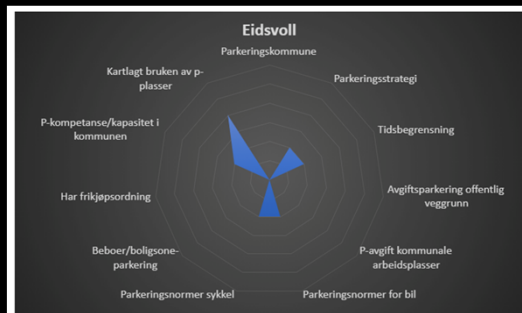 Eidsvoll
Parkeringskommune
Kartlagt bruken av p-
plasser
Parkeringsstrategi
P-kompetanse/kapasitet i
kommunen
Tidsbegrensning
Har frikjøpsordning
Avgiftsparkering offentlig
veggrunn
Beboer/boligsone-
parkering
P-avgift kommunale
arbeidsplasser
Parkeringsnormer sykkel
Parkeringsnormer for bil